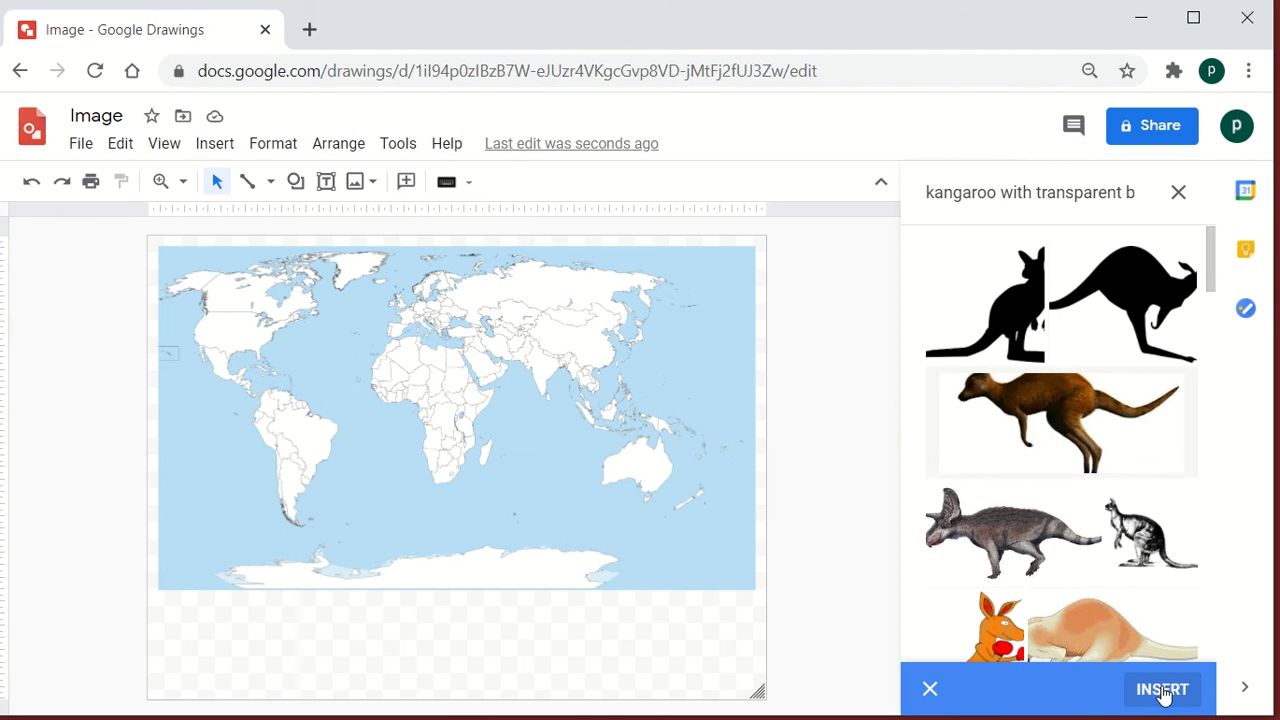 Image - Google Drawings
docs.google.com/drawings/d/1iI94p0zIBzB7W-eJUzr4VKgcGvp8VD-jMtFj2fUJ3Zw/edit
p
Image
Share
p
File Edit View Insert Format Arrange Tools Help Last edit was seconds ago
kangaroo with transparent b
31
INSERT